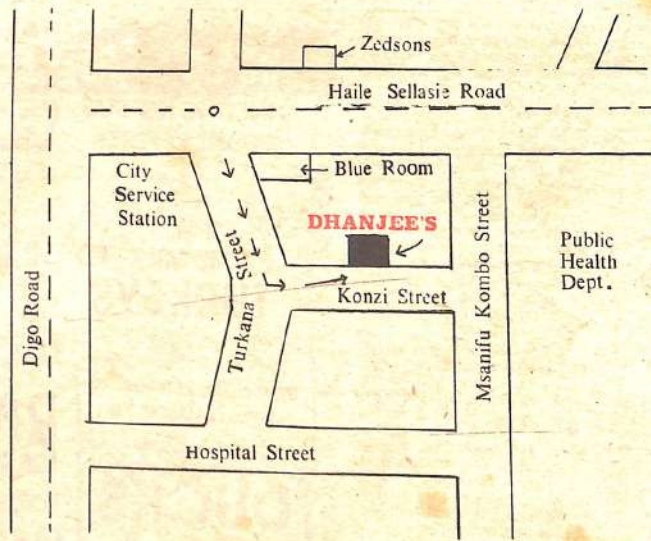 Zedsons
Haile Sellasie Road
City
Service
Station
Blue Room
DHANJEE'S
Turkana Street
Konzi Street
Msanifu Kombo Street
Public
Health
Dept.
Digo Road
Hospital Street